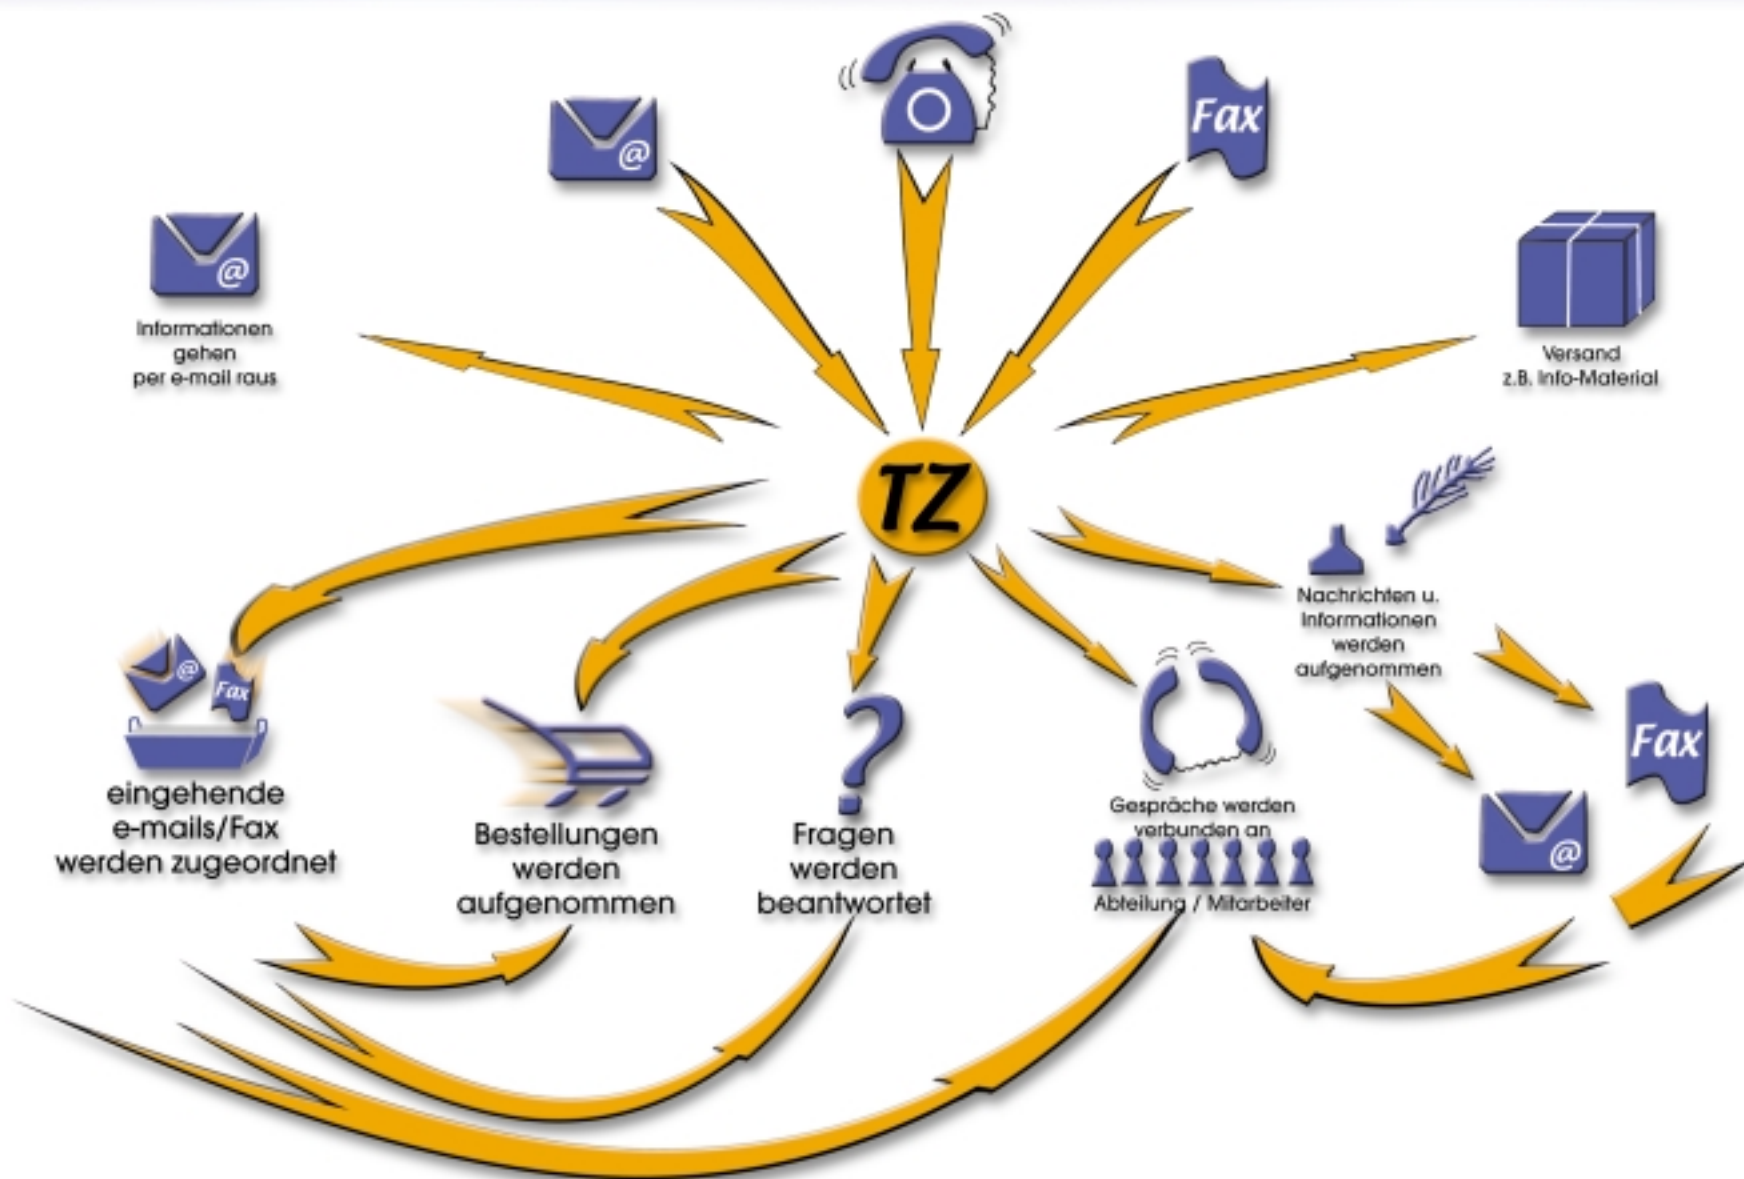 @
Fax
@
Informationen
gehen
per e-mail raus
Versand
z.B. Info-Material
TZ
Nachrichten u.
Informationen
werden
aufgenommen
@
Fax
eingehende
e-mails/Fax
werden zugeordnet
Bestellungen
werden
aufgenommen
Fragen
werden
beantwortet
Gespräche werden
verbunden an
Abteilung / Mitarbeiter
Fax
@